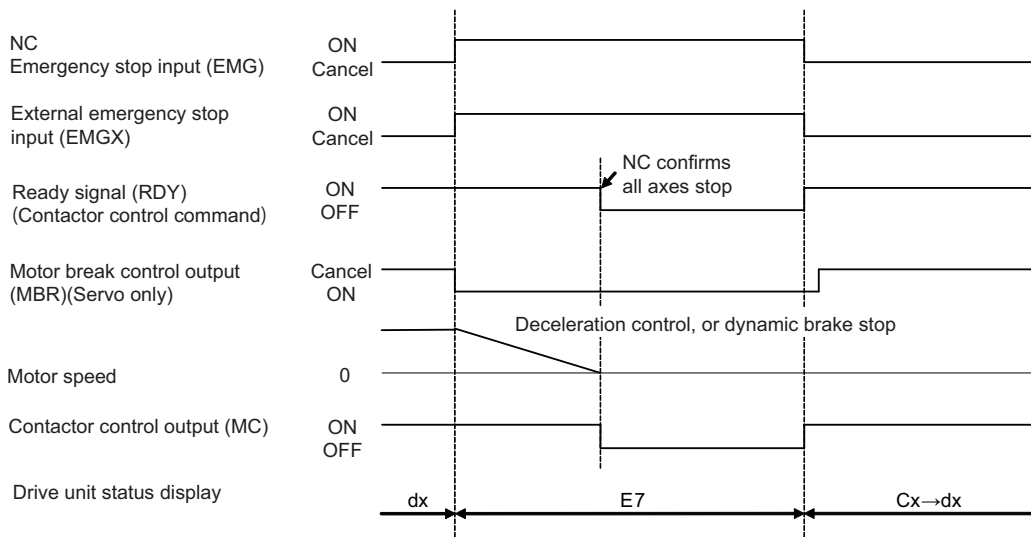 NC
Emergency stop input (EMG)
ON
Cancel
External emergency stop
input (EMGX)
ON
Cancel
Ready signal (RDY)
(Contactor control command)
ON
OFF
NC confirms
all axes stop
Motor break control output
(MBR)(Servo only)
Cancel
ON
Deceleration control, or dynamic brake stop
Motor speed
0
Contactor control output (MC)
ON
OFF
Drive unit status display
dx
E7
Cx→dx